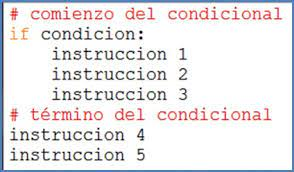 # comienzo del condicional
if condicion:
    instruccion 1
    instruccion 2
    instruccion 3
# término del condicional
instruccion 4
instruccion 5